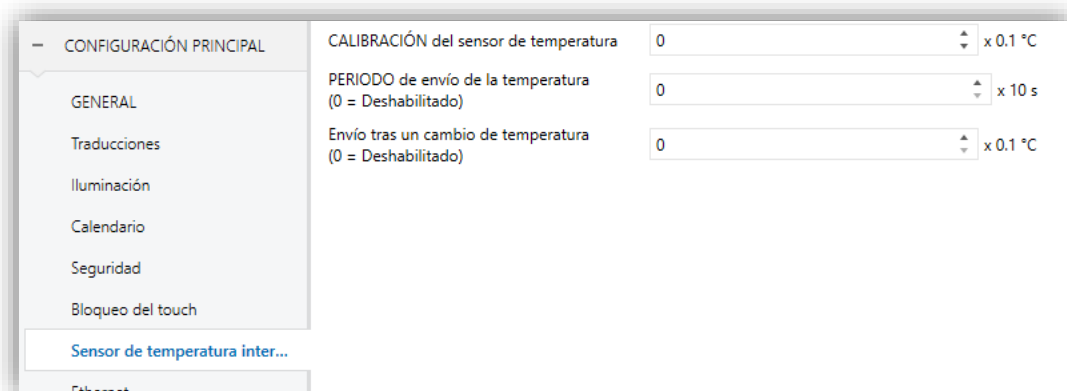 − CONFIGURACIÓN PRINCIPAL
GENERAL
Traducciones
Iluminación
Calendario
Seguridad
Bloqueo del touch
Sensor de temperatura inter...
Ethernet
CALIBRACIÓN del sensor de temperatura 0 x 0.1 °C
PERIODO de envío de la temperatura
(0 = Deshabilitado) 0 x 10 s
Envío tras un cambio de temperatura
(0 = Deshabilitado) 0 x 0.1 °C